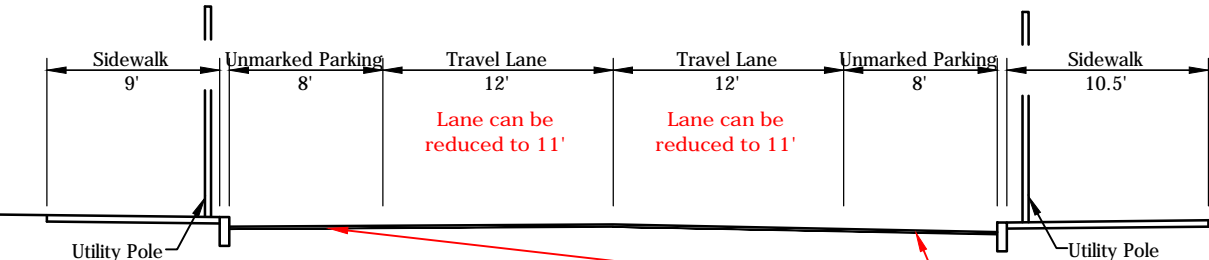 Sidewalk
9'
Unmarked Parking
8'
Travel Lane
12'
Lane can be
reduced to 11'
Travel Lane
12'
Lane can be
reduced to 11'
Unmarked Parking
8'
Sidewalk
10.5'
Utility Pole
Utility Pole